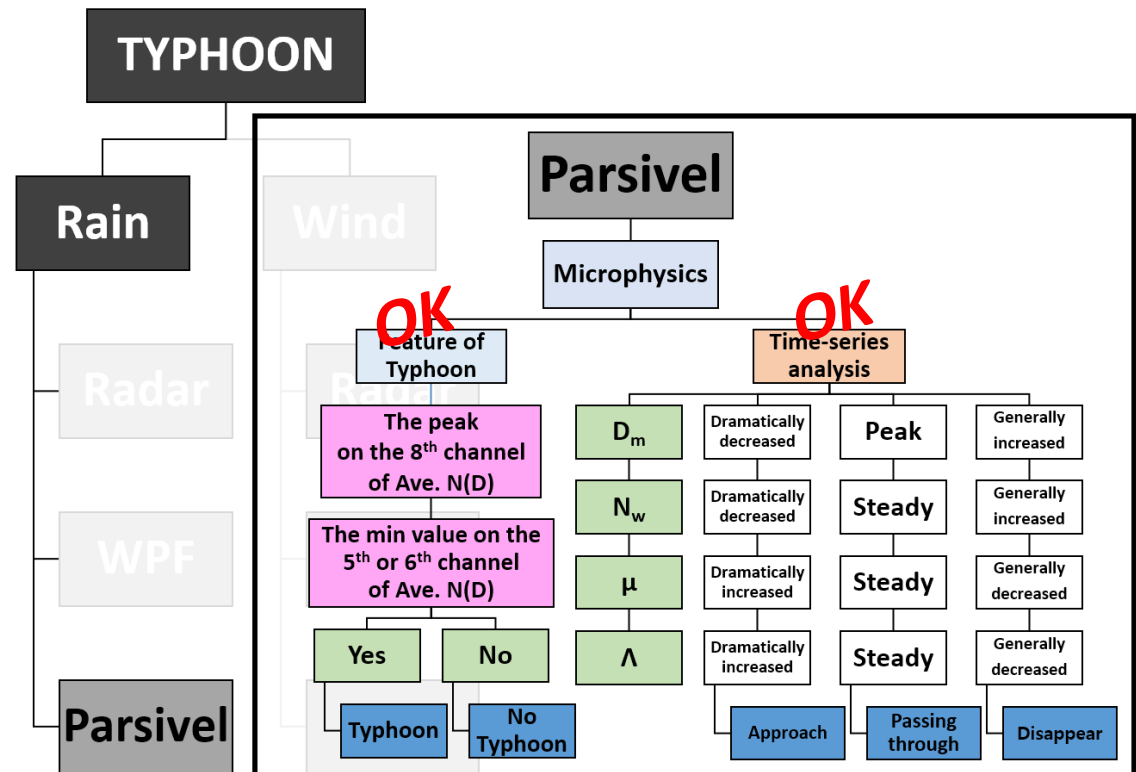 TYPHOON
Rain
Wind
Radar
WPF
Parsivel
Radar
Parsivel
Microphysics
OK
Feature of
Typhoon
The peak
on the 8th channel
of Ave. N(D)
The min value on the
5th or 6th channel
of Ave. N(D)
Yes
No
Typhoon
No
Typhoon
OK
Time-series
analysis
Dm
Dramatically
decreased
Peak
Generally
increased
Nw
Dramatically
decreased
Steady
Generally
increased
μ
Dramatically
increased
Steady
Generally
decreased
Λ
Dramatically
increased
Steady
Generally
decreased
Approach
Passing
through
Disappear